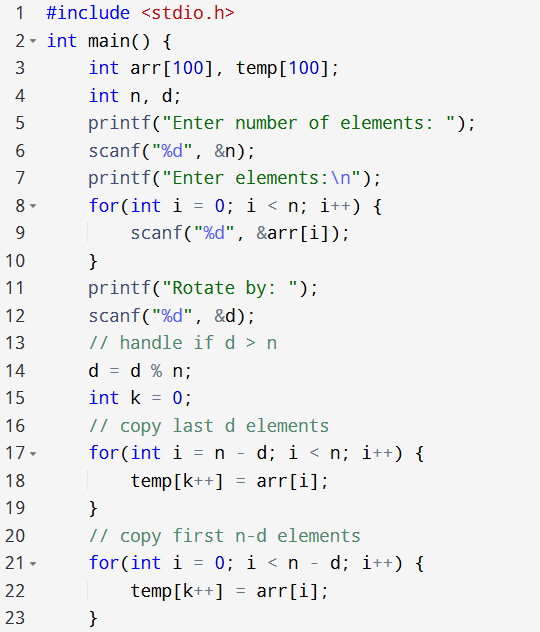 1 #include <stdio.h>
2 int main() {
3     int arr[100], temp[100];
4     int n, d;
5     printf("Enter number of elements: ");
6     scanf("%d", &n);
7     printf("Enter elements:\n");
8     for(int i = 0; i < n; i++) {
9         scanf("%d", &arr[i]);
10     }
11     printf("Rotate by: ");
12     scanf("%d", &d);
13     // handle if d > n
14     d = d % n;
15     int k = 0;
16     // copy last d elements
17     for(int i = n - d; i < n; i++) {
18         temp[k++] = arr[i];
19     }
20     // copy first n-d elements
21     for(int i = 0; i < n - d; i++) {
22         temp[k++] = arr[i];
23     }